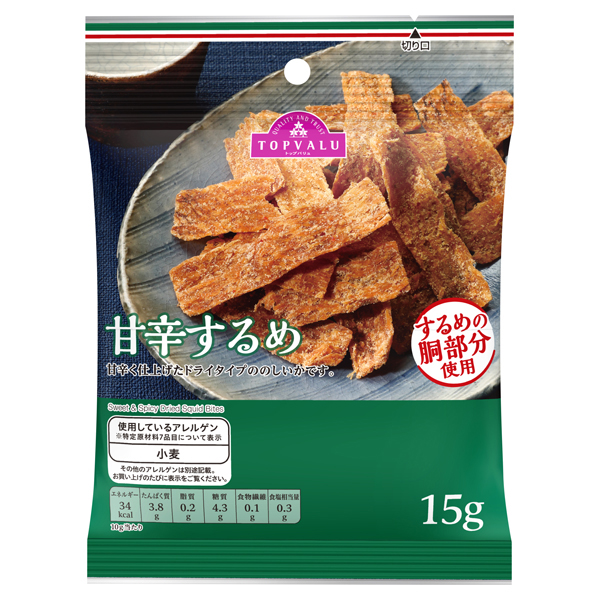 切り口
QUALITY AND TRUST
TOPVALU
トップバリュ
するめの
胴部分
使用
甘辛するめ
甘辛く仕上げたドライタイプののしいかです。
Sweet & Spicy Dried Squid Bites
使用しているアレルゲン
※特定原材料7品目について表示
小麦
その他のアレルゲンは別途記載。
お買い上げのたびに表示をご覧ください。
エネルギー たんぱく質 脂質 糖質 食物繊維 食塩相当量
34 kcal 3.8 g 0.2 g 4.3 g 0.1 g 0.3 g
10g当たり
15g